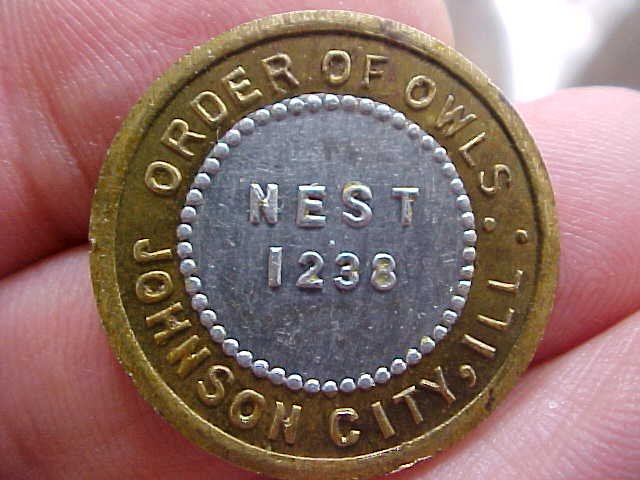 ORDER OF OWLS.
NEST
1238
JOHNSON CITY, ILL.